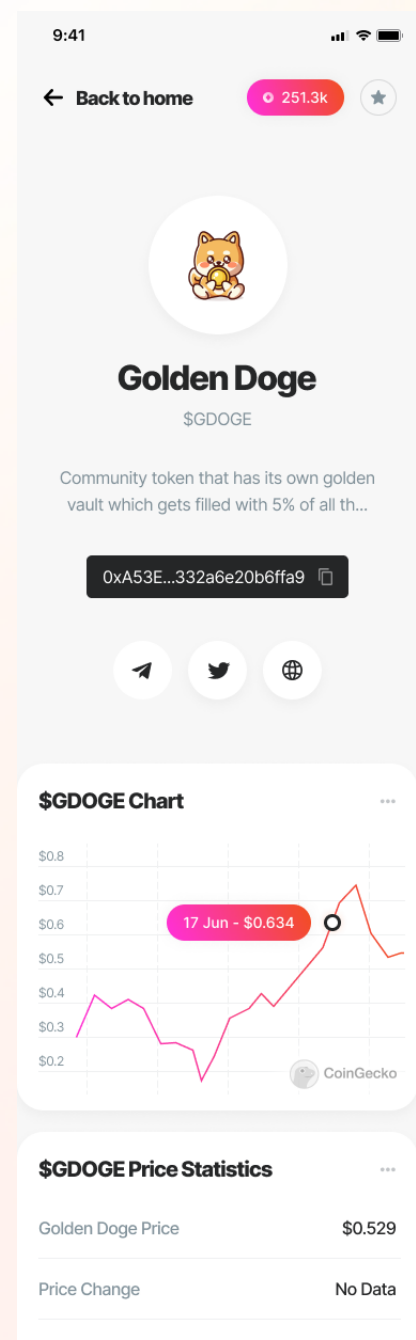 9:41
Back to home
251.3k
Golden Doge
$GDOGE
Community token that has its own golden
vault which gets filled with 5% of all th...
0xA53E...332a6e20b6ffa9
$GDOGE Chart
$0.8
$0.7
$0.6
17 Jun - $0.634
$0.5
$0.4
$0.3
$0.2
CoinGecko
$GDOGE Price Statistics
Golden Doge Price $0.529
Price Change No Data